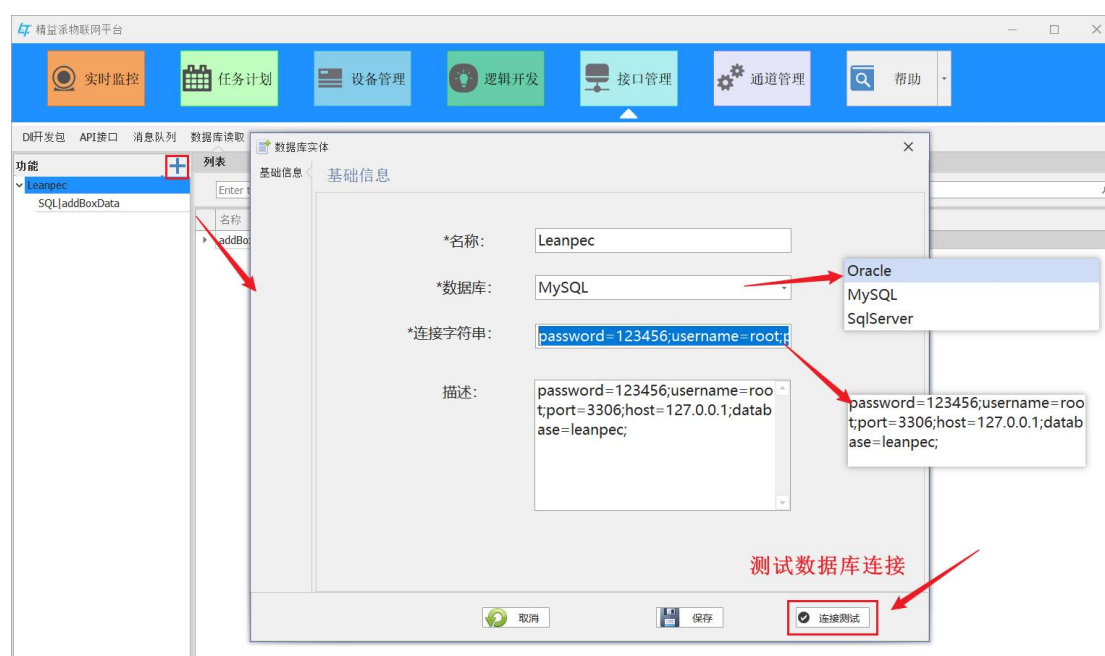 精益派物联网平台
实时监控
任务计划
设备管理
逻辑开发
接口管理
通道管理
帮助
Dll开发包 API接口 消息队列 数据库读取
功能
Leanpec
SQL|addBoxData
列表
Enter t
名称
addBo
数据库实体
基础信息
基础信息
*名称: Leanpec
*数据库: MySQL
*连接字符串: password=123456;username=root;p
描述: password=123456;username=roo
t;port=3306;host=127.0.0.1;datab
ase=leanpec;
Oracle
MySQL
SqlServer
password=123456;username=roo
t;port=3306;host=127.0.0.1;datab
ase=leanpec;
测试数据库连接
取消
保存
连接测试